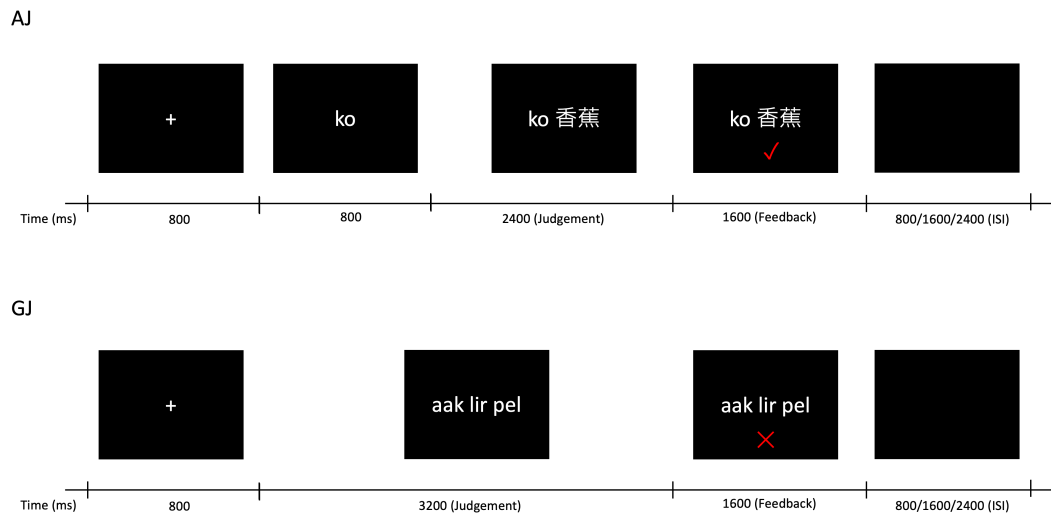 AJ
+
ko
ko 香蕉
ko 香蕉
Time (ms)
800
800
2400 (Judgement)
1600 (Feedback)
800/1600/2400 (ISI)
GJ
+
aak lir pel
aak lir pel
Time (ms)
800
3200 (Judgement)
1600 (Feedback)
800/1600/2400 (ISI)